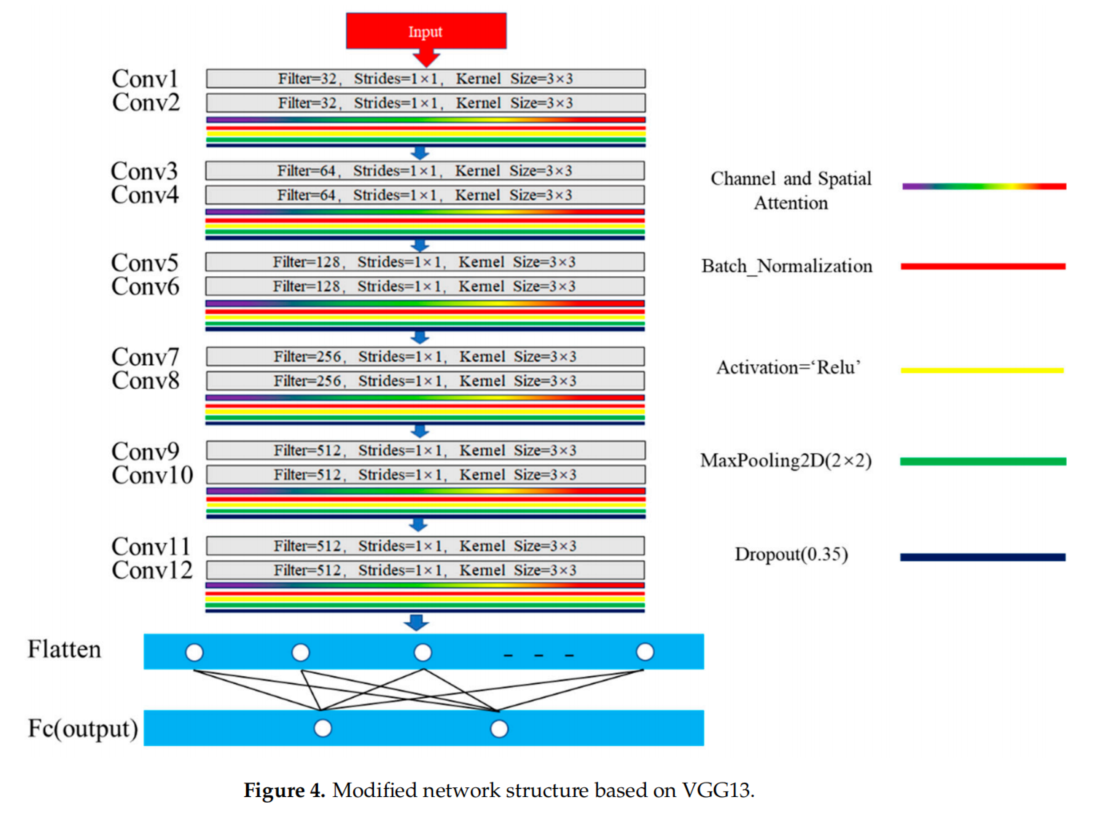 Input
Conv1 Filter=32, Strides=1×1, Kernel Size=3×3
Conv2 Filter=32, Strides=1×1, Kernel Size=3×3
Conv3 Filter=64, Strides=1×1, Kernel Size=3×3
Conv4 Filter=64, Strides=1×1, Kernel Size=3×3
Conv5 Filter=128, Strides=1×1, Kernel Size=3×3
Conv6 Filter=128, Strides=1×1, Kernel Size=3×3
Conv7 Filter=256, Strides=1×1, Kernel Size=3×3
Conv8 Filter=256, Strides=1×1, Kernel Size=3×3
Conv9 Filter=512, Strides=1×1, Kernel Size=3×3
Conv10 Filter=512, Strides=1×1, Kernel Size=3×3
Conv11 Filter=512, Strides=1×1, Kernel Size=3×3
Conv12 Filter=512, Strides=1×1, Kernel Size=3×3
Flatten
Fc(output)
Channel and Spatial
Attention
Batch_Normalization
Activation=‘Relu’
MaxPooling2D(2×2)
Dropout(0.35)
Figure 4. Modified network structure based on VGG13.